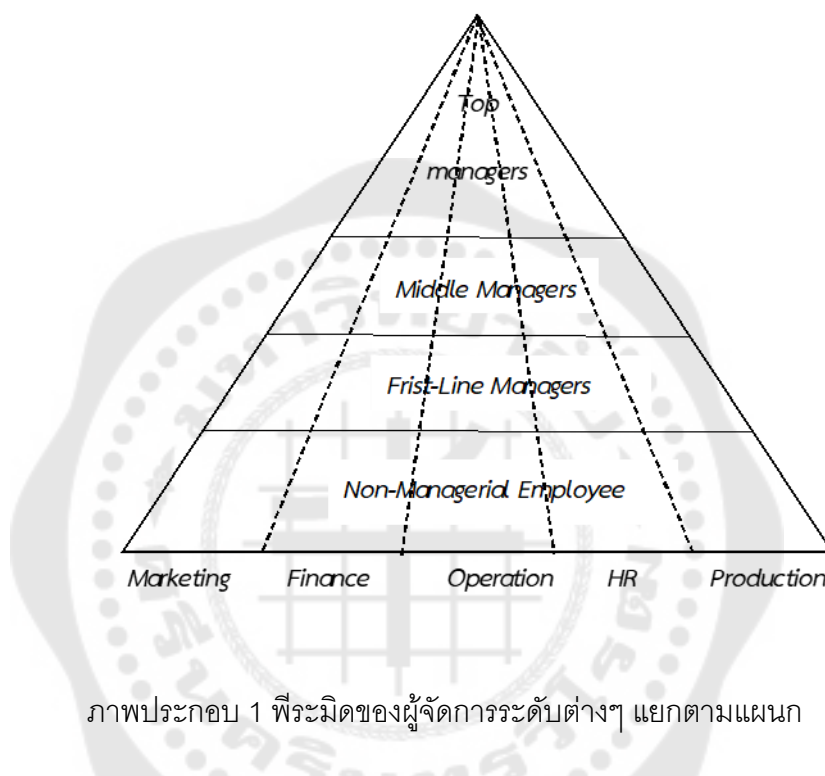 Top
managers
Middle Managers
Frist-Line Managers
Non-Managerial Employee
Marketing Finance Operation HR Production
ภาพประกอบ 1 พีระมิดของผู้จัดการระดับต่างๆ แยกตามแผนก